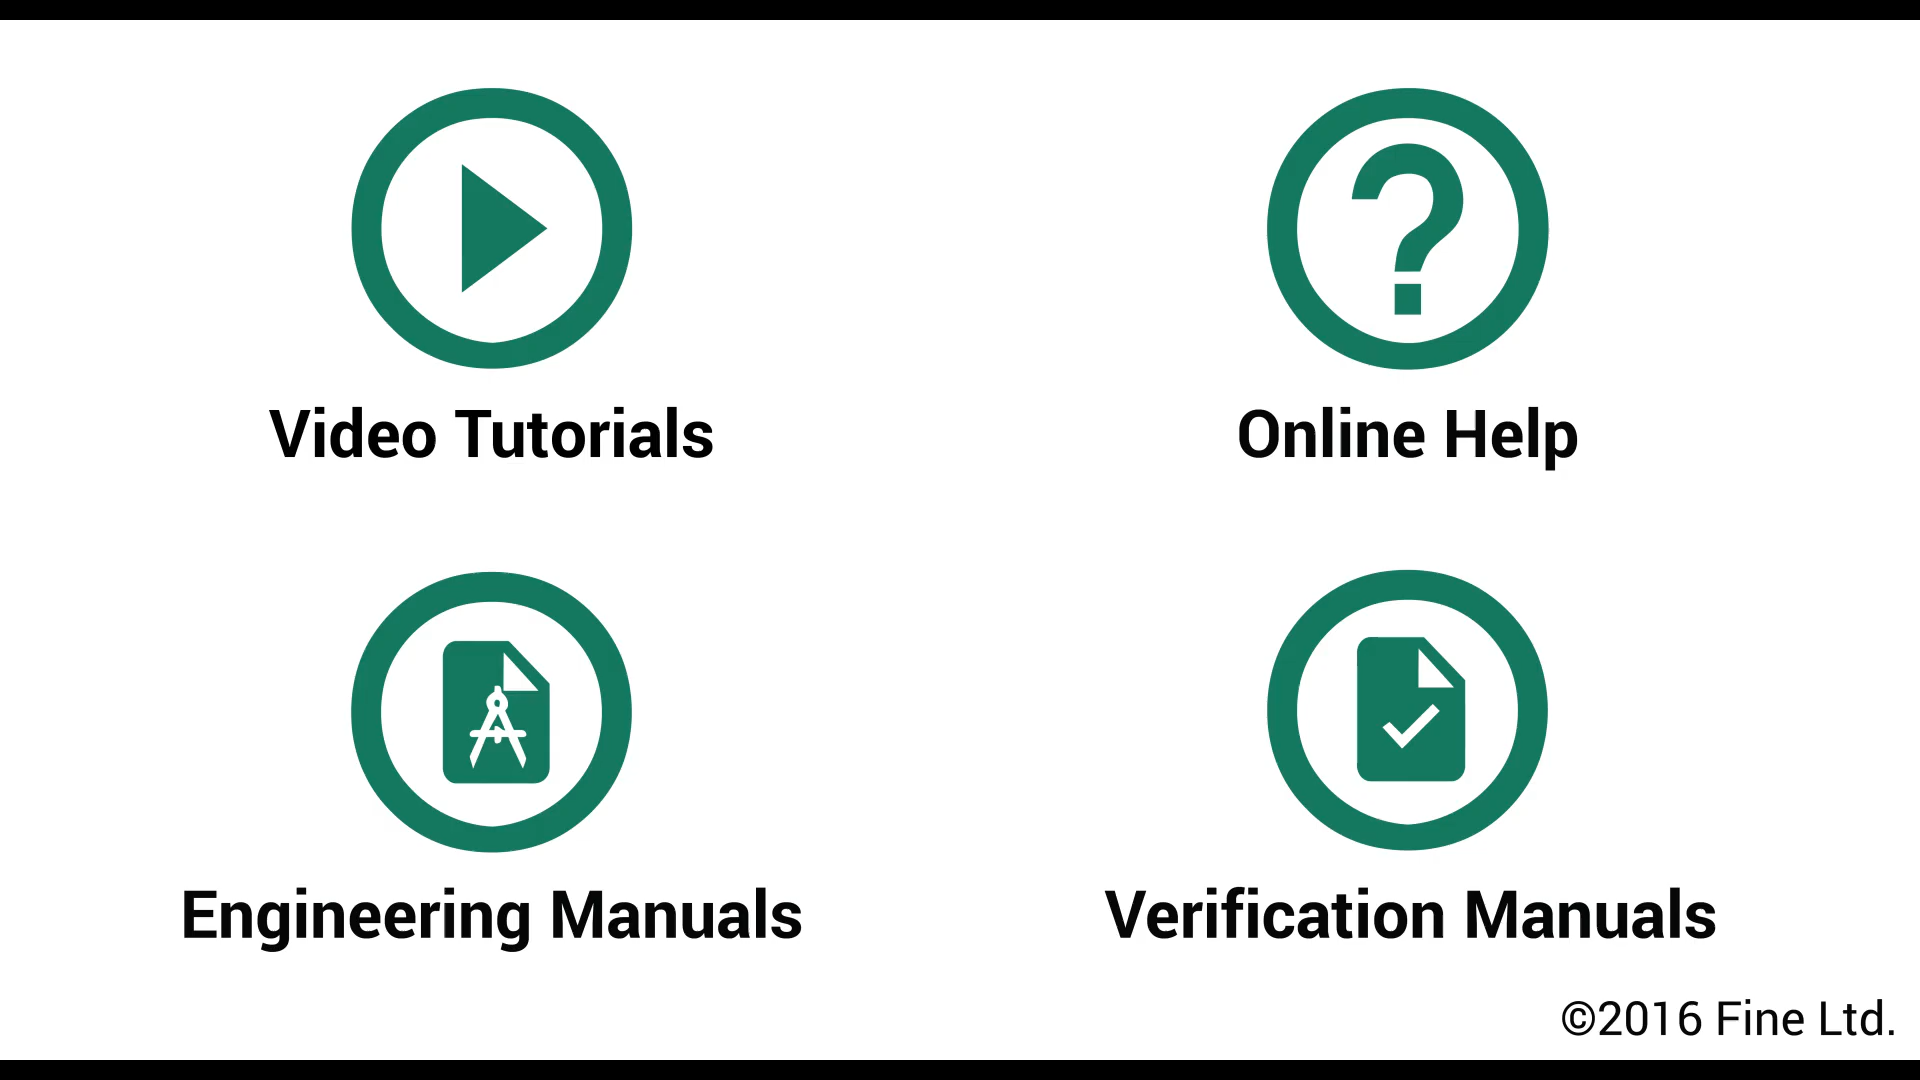 Video Tutorials
Online Help
Engineering Manuals
Verification Manuals
©2016 Fine Ltd.